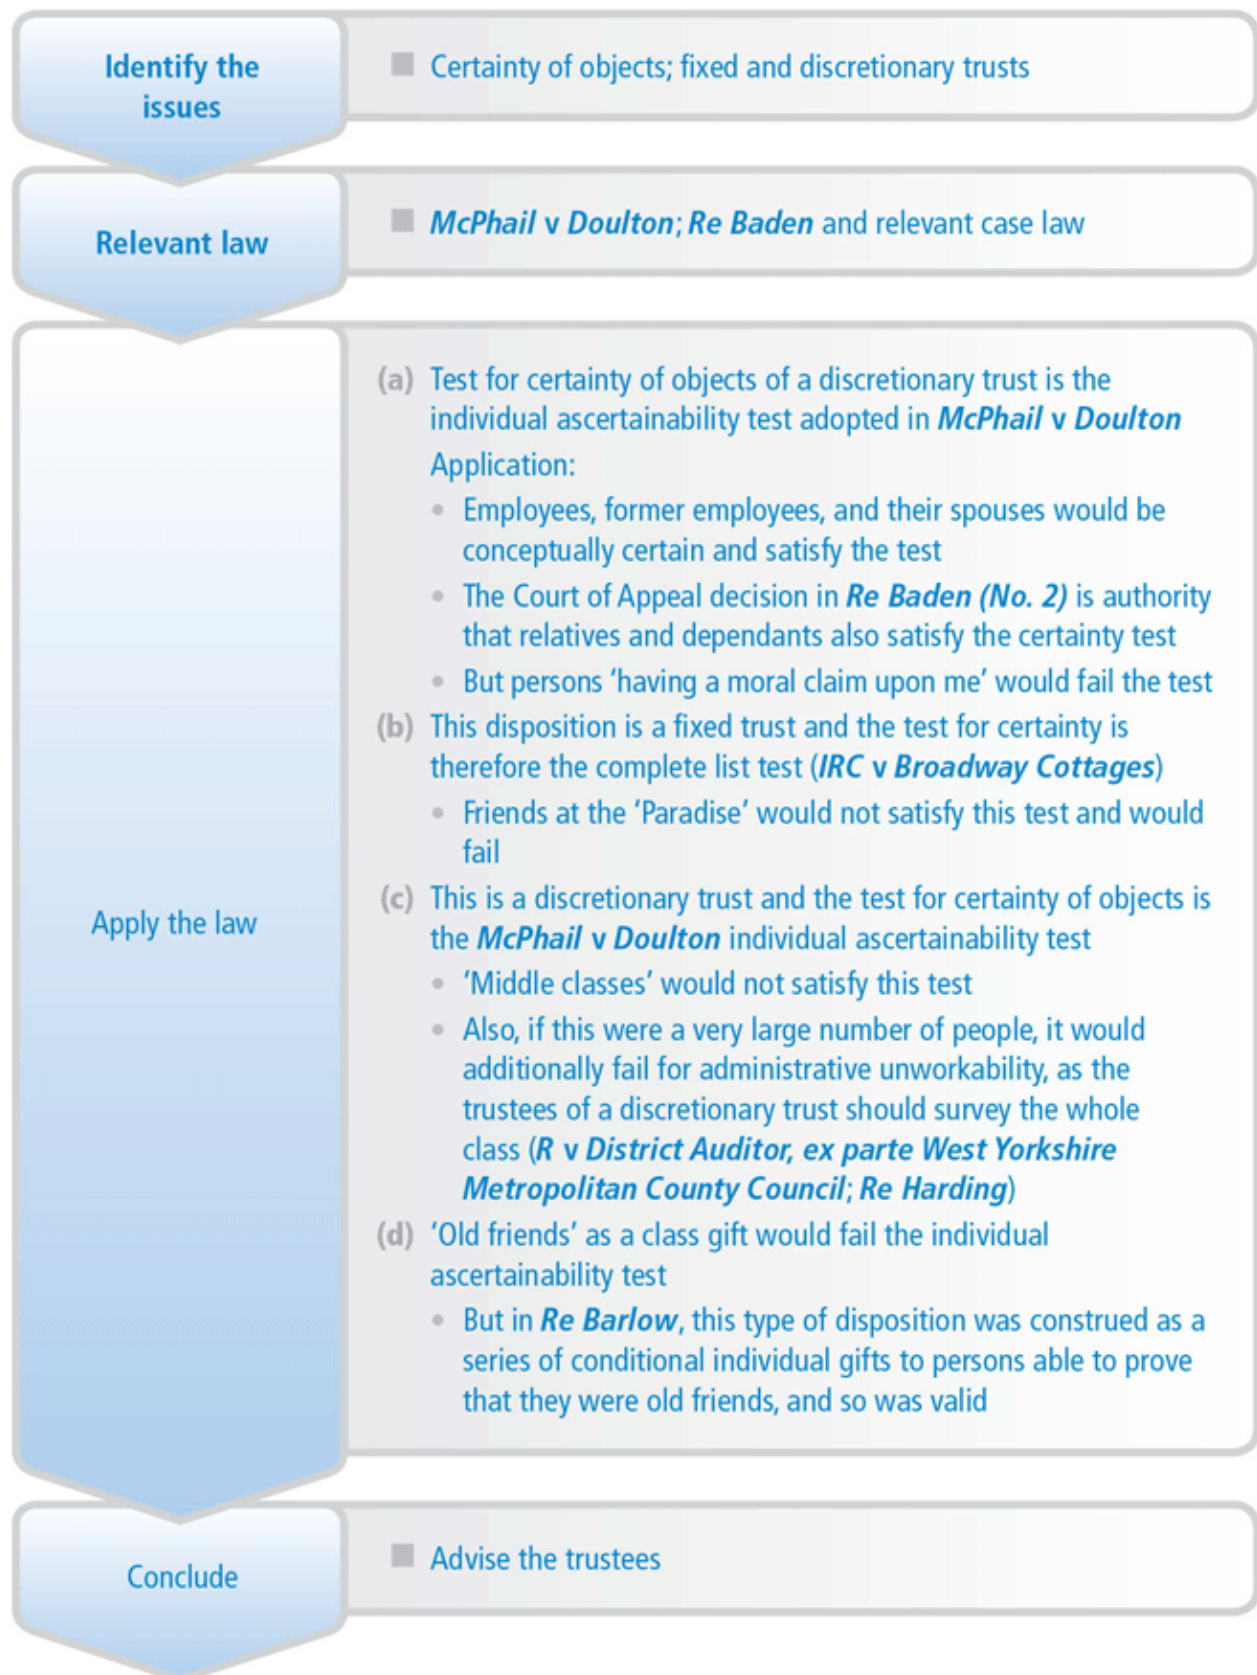 Identify the
issues
■ Certainty of objects; fixed and discretionary trusts
Relevant law
■ McPhail v Doulton; Re Baden and relevant case law
Apply the law
(a) Test for certainty of objects of a discretionary trust is the
individual ascertainability test adopted in McPhail v Doulton
Application:
• Employees, former employees, and their spouses would be
conceptually certain and satisfy the test
• The Court of Appeal decision in Re Baden (No. 2) is authority
that relatives and dependants also satisfy the certainty test
• But persons ‘having a moral claim upon me’ would fail the test
(b) This disposition is a fixed trust and the test for certainty is
therefore the complete list test (IRC v Broadway Cottages)
• Friends at the ‘Paradise’ would not satisfy this test and would
fail
(c) This is a discretionary trust and the test for certainty of objects is
the McPhail v Doulton individual ascertainability test
• ‘Middle classes’ would not satisfy this test
• Also, if this were a very large number of people, it would
additionally fail for administrative unworkability, as the
trustees of a discretionary trust should survey the whole
class (R v District Auditor, ex parte West Yorkshire
Metropolitan County Council; Re Harding)
(d) ‘Old friends’ as a class gift would fail the individual
ascertainability test
• But in Re Barlow, this type of disposition was construed as a
series of conditional individual gifts to persons able to prove
that they were old friends, and so was valid
Conclude
■ Advise the trustees